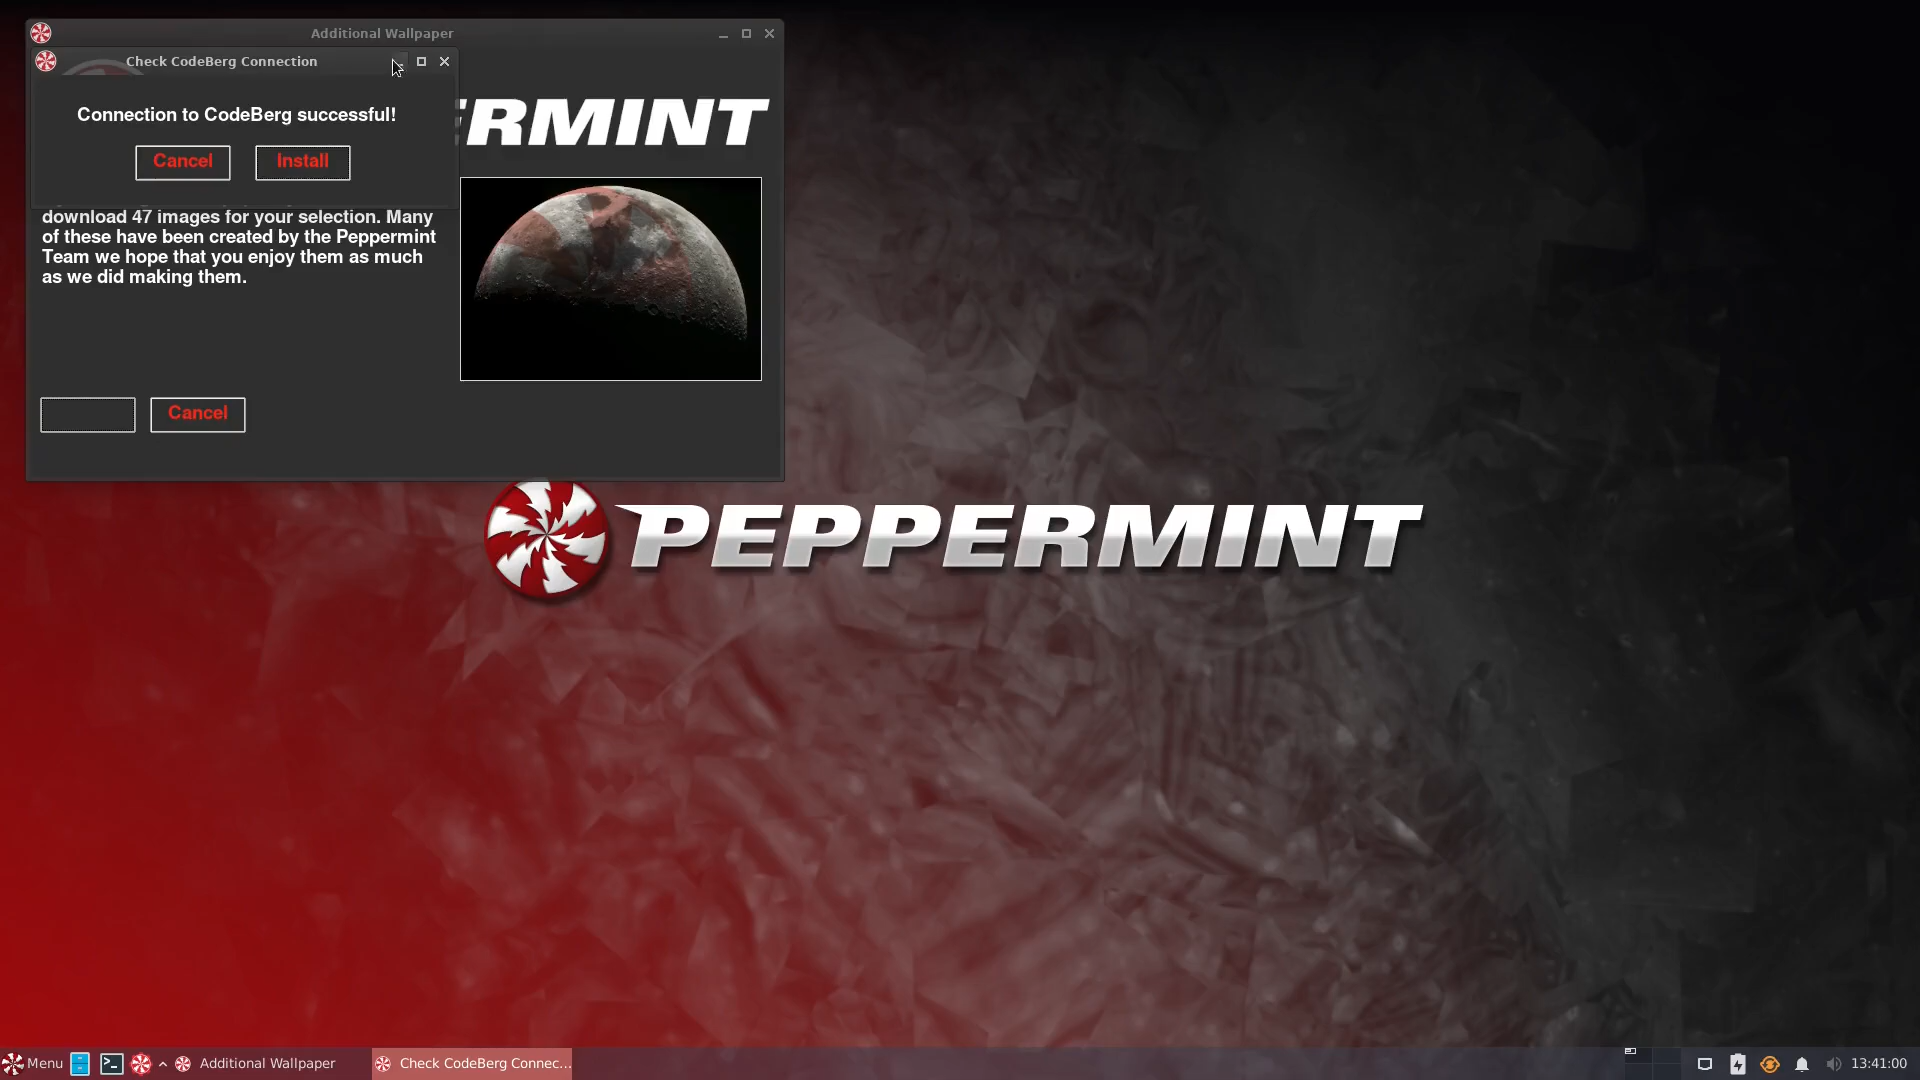 Additional Wallpaper
Check CodeBerg Connection
Connection to CodeBerg successful!
Cancel
Install
ERMINT
download 47 images for your selection. Many
of these have been created by the Peppermint
Team we hope that you enjoy them as much
as we did making them.
Cancel
PEPPERMINT
Menu
Additional Wallpaper
Check CodeBerg Connec...
13:41:00